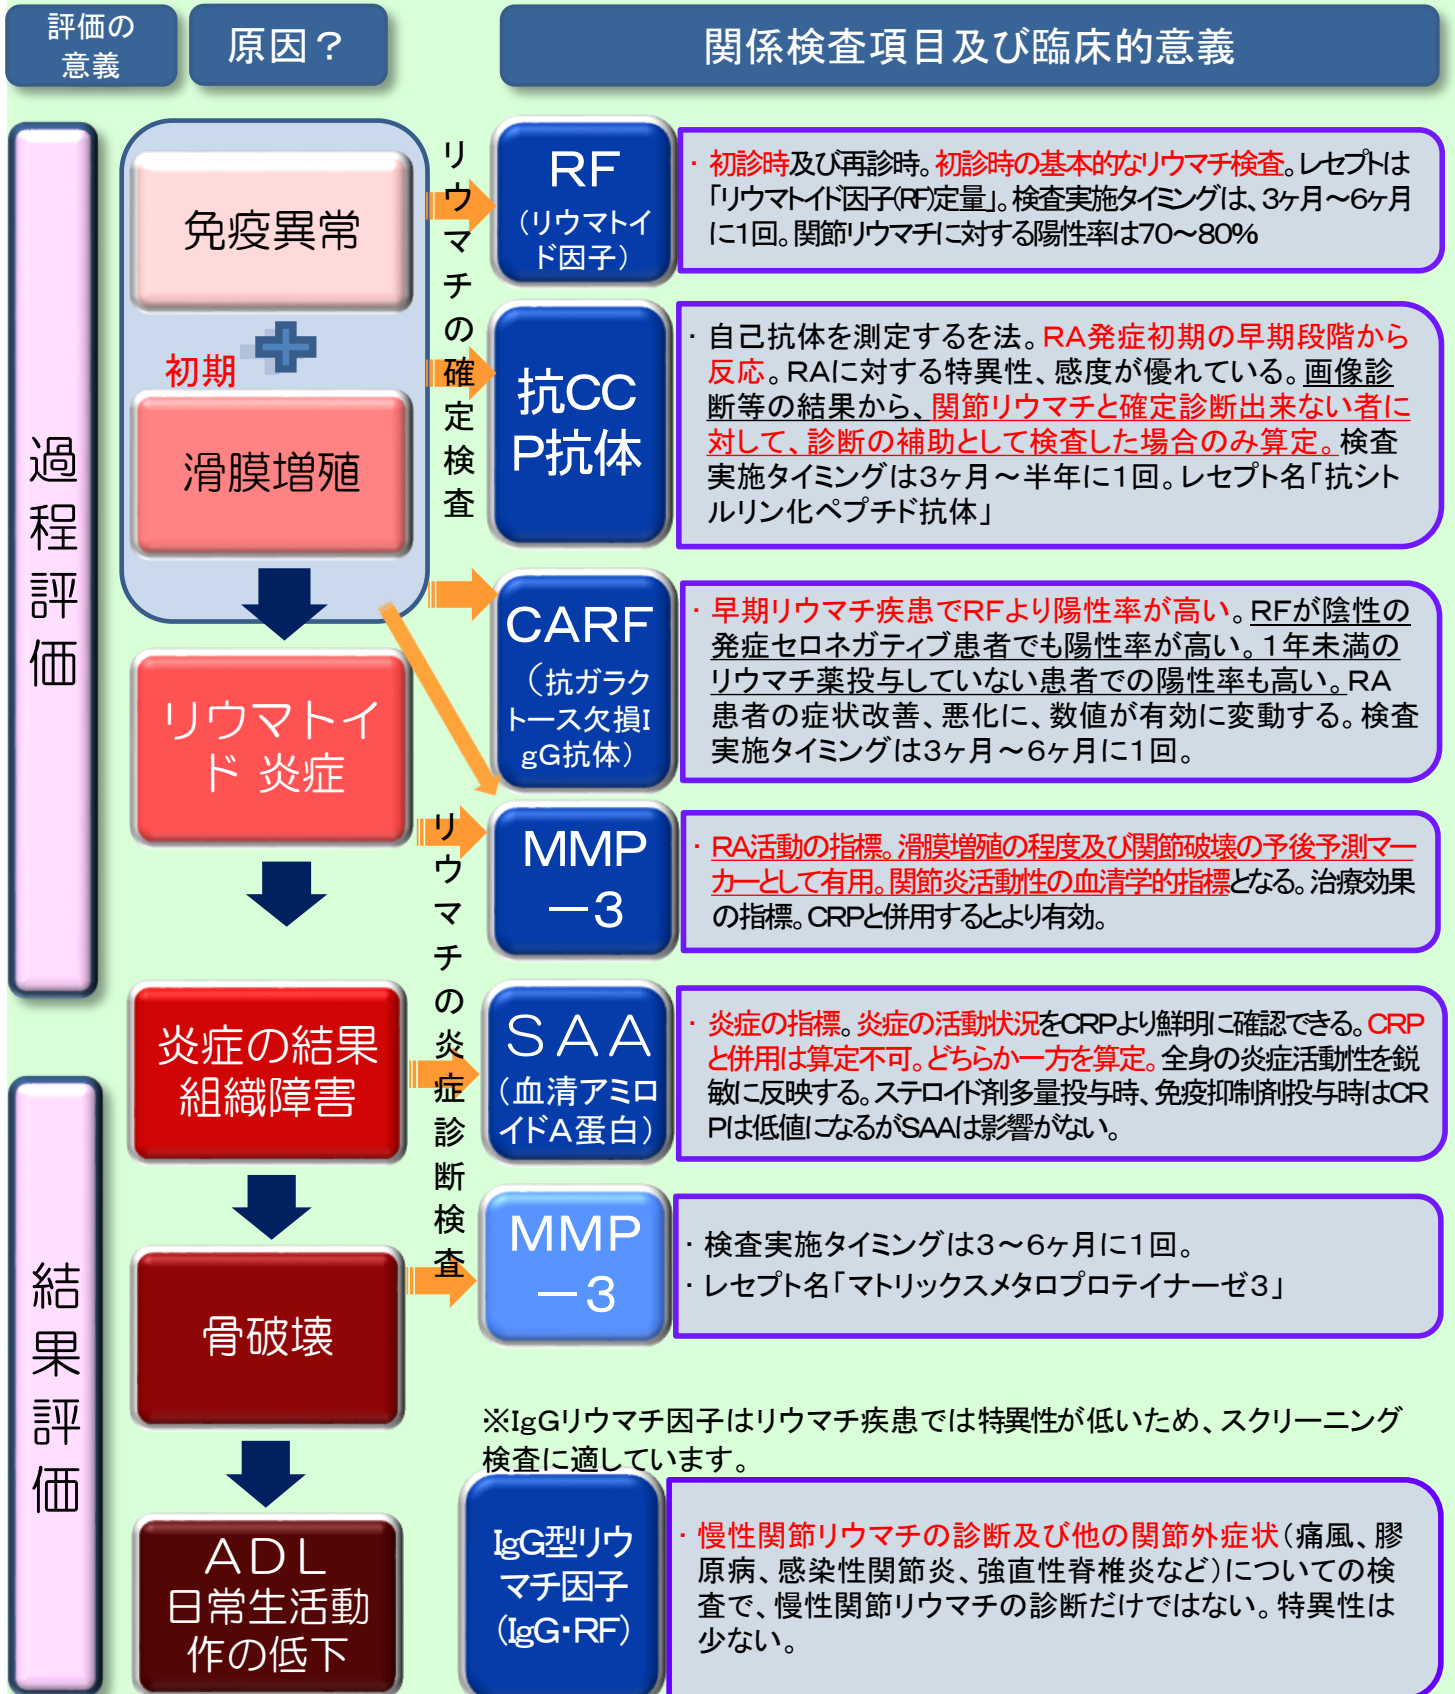 評価の
意義
原因？
関係検査項目及び臨床的意義
過程評価
免疫異常
初期
滑膜増殖
リウマトイ
ド 炎症
リウマチの確定検査
RF
（リウマトイ
ド因子）
・初診時及び再診時。初診時の基本的なリウマチ検査。レセプトは
「リウマトイド因子(RF)定量」。検査実施タイミングは、3ヶ月～6ヶ月
に1回。関節リウマチに対する陽性率は70～80%
抗CC
P抗体
・自己抗体を測定するを法。RA発症初期の早期段階から
反応。RAに対する特異性、感度が優れている。画像診
断等の結果から、関節リウマチと確定診断出来ない者に
対して、診断の補助として検査した場合のみ算定。検査
実施タイミングは3ヶ月～半年に1回。レセプト名「抗シト
ルリン化ペプチド抗体」
CARF
（抗ガラク
トース欠損I
gG抗体）
・早期リウマチ疾患でRFより陽性率が高い。RFが陰性の
発症セロネガティブ患者でも陽性率が高い。1年未満の
リウマチ薬投与していない患者での陽性率も高い。RA
患者の症状改善、悪化に、数値が有効に変動する。検査
実施タイミングは3ヶ月～6ヶ月に1回。
リウマチの炎症診断検査
MMP
－3
・RA活動の指標。滑膜増殖の程度及び関節破壊の予後予測マー
カーとして有用。関節炎活動性の血清学的指標となる。治療効果
の指標。CRPと併用するとより有効。
結果評価
炎症の結果
組織障害
骨破壊
ADL
日常生活動
作の低下
SAA
（血清アミロ
イドA蛋白）
・炎症の指標。炎症の活動状況をCRPより鮮明に確認できる。CRP
と併用は算定不可。どちらか一方を算定。全身の炎症活動性を鋭
敏に反映する。ステロイド剤多量投与時、免疫抑制剤投与時はCR
Pは低値になるがSAAは影響がない。
MMP
－3
・検査実施タイミングは3～6ヶ月に1回。
・レセプト名「マトリックスメタロプロテイナーゼ3」
※IgGリウマチ因子はリウマチ疾患では特異性が低いため、スクリーニング
検査に適しています。
IgG型リウ
マチ因子
(IgG・RF)
・慢性関節リウマチの診断及び他の関節外症状（痛風、膠
原病、感染性関節炎、強直性脊椎炎など）についての検
査で、慢性関節リウマチの診断だけではない。特異性は
少ない。